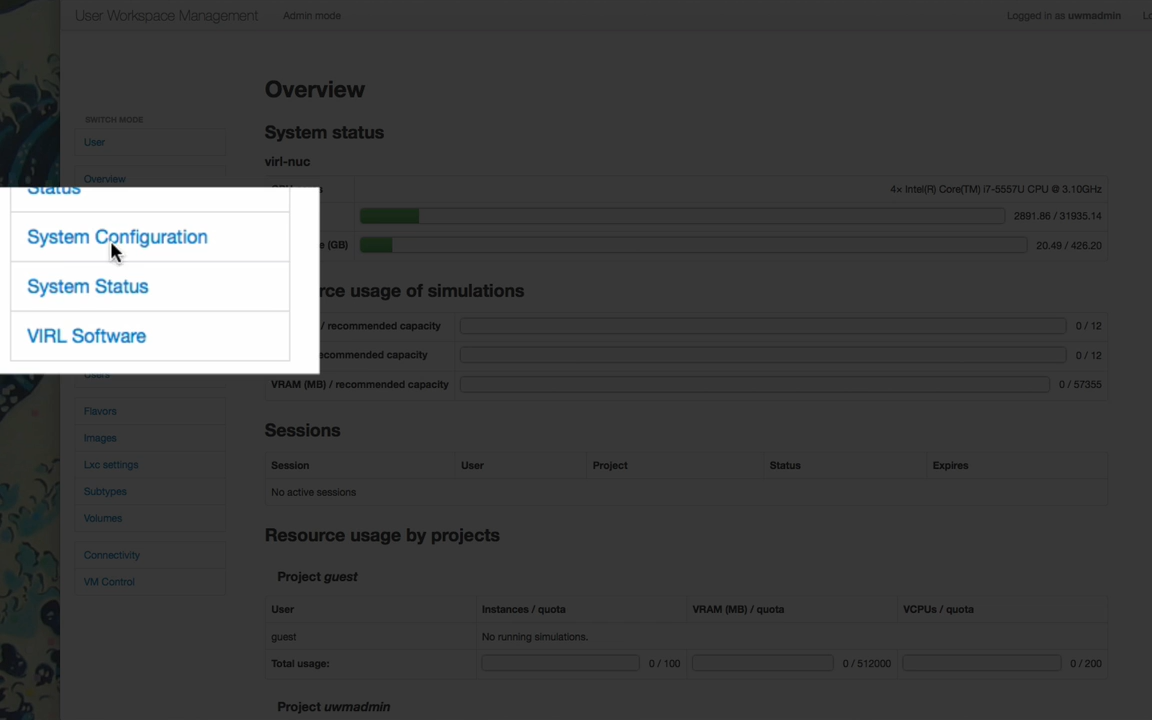 User Workspace Management Admin mode Logged in as uwmadmin
Overview
SWITCH MODE
System status
User
virl-nuc
Overview
Status
4x Intel(R) Core(TM) i7-5557U CPU @ 3.10GHz
2891.86 / 31935.14
System Configuration
(GB) 20.49 / 426.20
System Status
usage of simulations
/ recommended capacity 0 / 12
VIRL Software
recommended capacity 0 / 12
Users
VRAM (MB) / recommended capacity 0 / 57355
Flavors
Sessions
Images
Lxc settings
Session User Project Status Expires
Subtypes
No active sessions
Volumes
Resource usage by projects
Connectivity
Project guest
VM Control
User Instances / quota VRAM (MB) / quota VCPUs / quota
guest No running simulations.
Total usage: 0 / 100 0 / 512000 0 / 200
Project uwmadmin